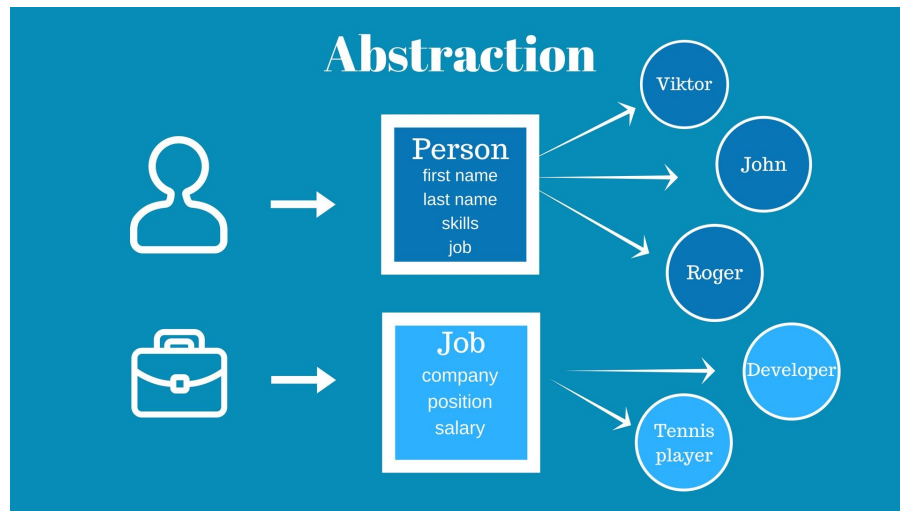 Abstraction
Person
first name
last name
skills
job
Viktor
John
Roger
Job
company
position
salary
Developer
Tennis
player